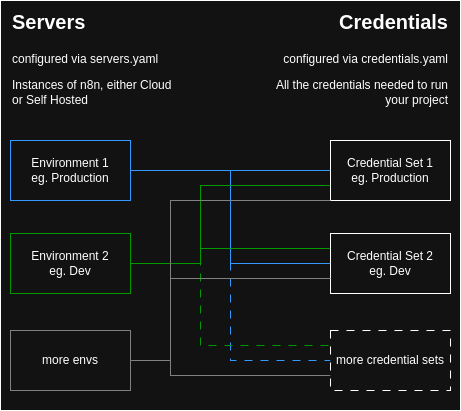 Servers
Credentials
configured via servers.yaml
configured via credentials.yaml
Instances of n8n, either Cloud
or Self Hosted
All the credentials needed to run
your project
Environment 1
eg. Production
Credential Set 1
eg. Production
Environment 2
eg. Dev
Credential Set 2
eg. Dev
more envs
more credential sets